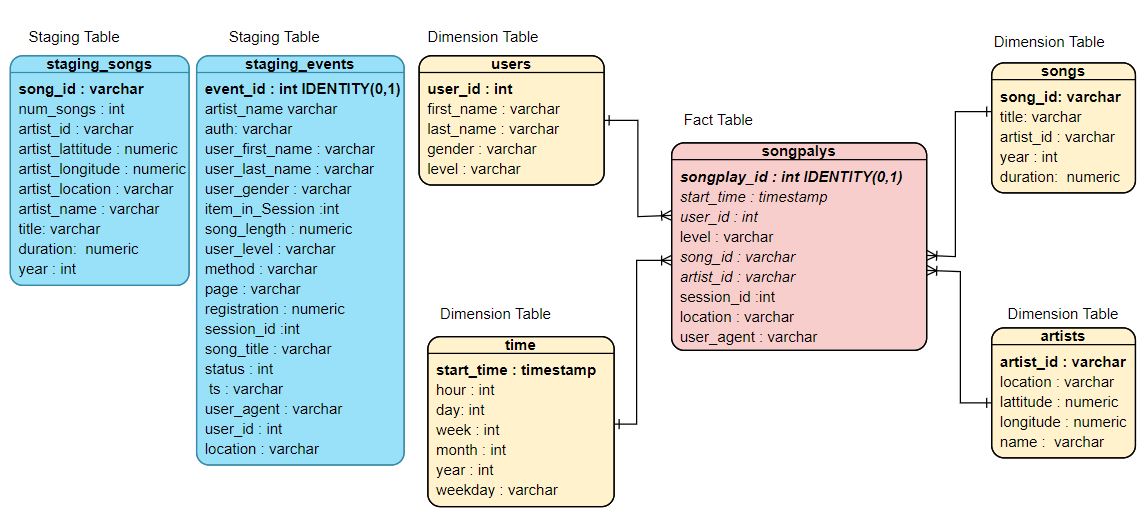 Staging Table
staging_songs
song_id : varchar
num_songs : int
artist_id : varchar
artist_lattitude : numeric
artist_longitude : numeric
artist_location : varchar
artist_name : varchar
title: varchar
duration:  numeric
year : int
Staging Table
staging_events
event_id : int IDENTITY(0,1)
artist_name varchar
auth: varchar
user_first_name : varchar
user_last_name : varchar
user_gender : varchar
item_in_Session :int
song_length : numeric
user_level : varchar
method : varchar
page : varchar
registration : numeric
session_id :int
song_title : varchar
status : int
ts : varchar
user_agent : varchar
user_id : int
location : varchar
Dimension Table
users
user_id : int
first_name : varchar
last_name : varchar
gender : varchar
level : varchar
Dimension Table
time
start_time : timestamp
hour : int
day: int
week : int
month : int
year : int
weekday : varchar
Fact Table
songpalys
songplay_id : int IDENTITY(0,1)
start_time : timestamp
user_id : int
level : varchar
song_id : varchar
artist_id : varchar
session_id :int
location : varchar
user_agent : varchar
Dimension Table
songs
song_id: varchar
title: varchar
artist_id : varchar
year : int
duration:  numeric
Dimension Table
artists
artist_id : varchar
location : varchar
lattitude : numeric
longitude : numeric
name :  varchar